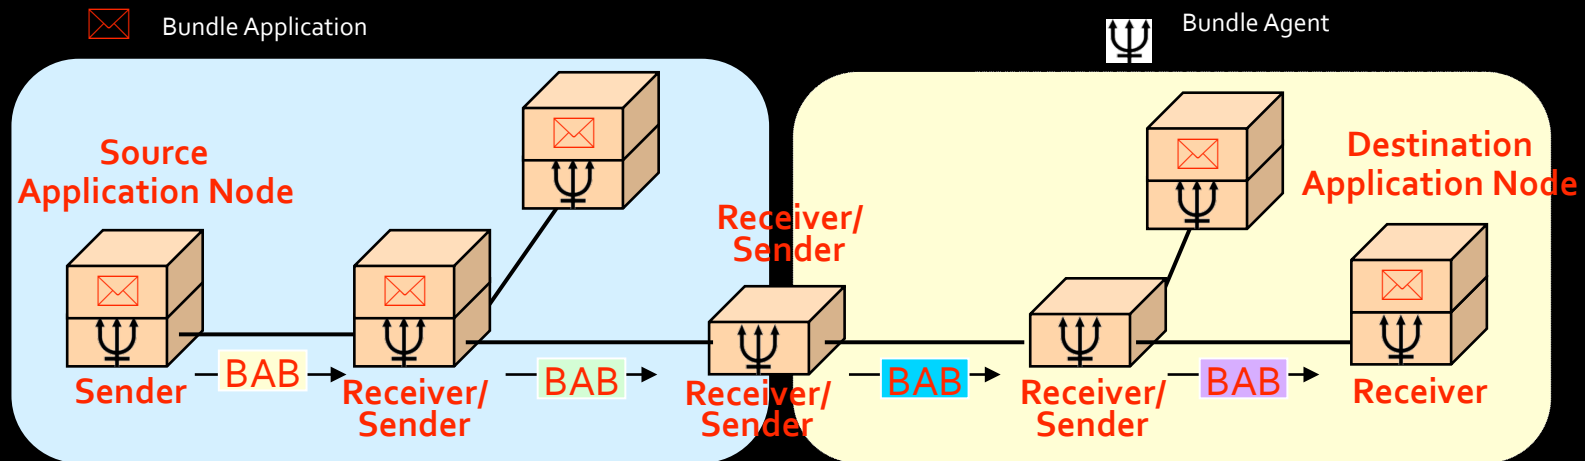 Bundle Application
Bundle Agent
Source
Application Node
Destination
Application Node
Receiver/
Sender
Sender
BAB
Receiver/
Sender
BAB
Receiver/
Sender
BAB
Receiver/
Sender
BAB
Receiver